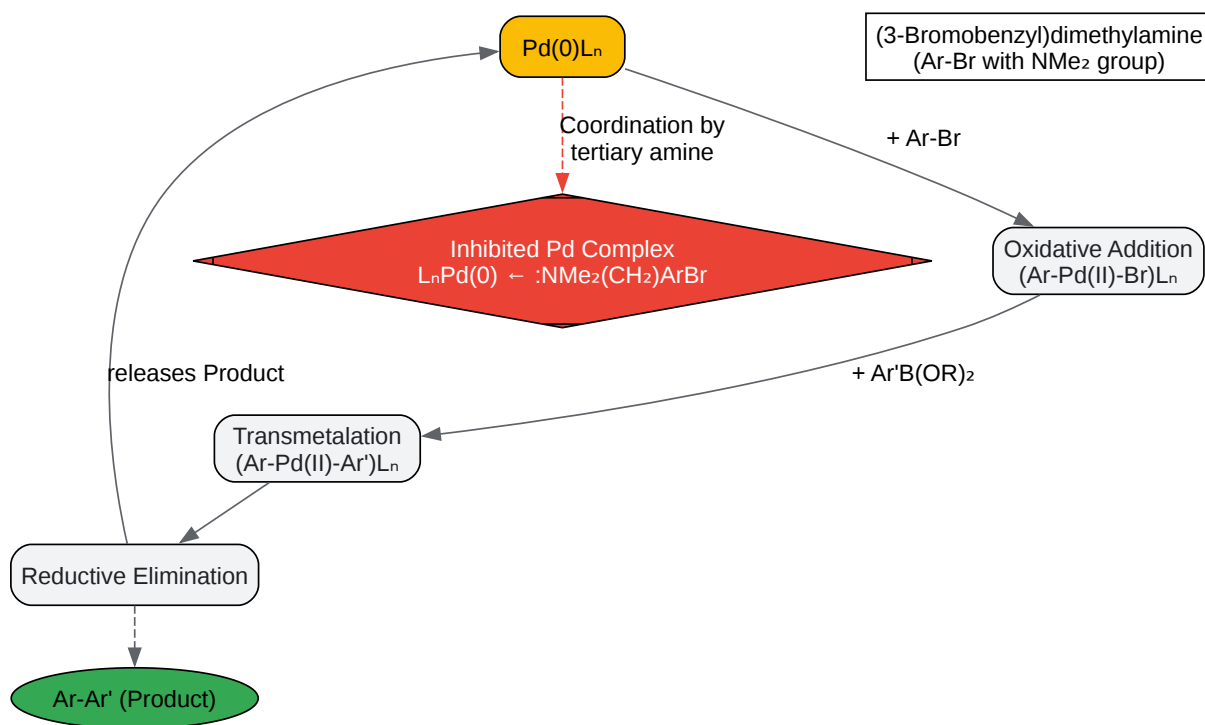 Pd(0)Lₙ
(3-Bromobenzyl)dimethylamine
(Ar-Br with NMe₂ group)
Coordination by
tertiary amine
+ Ar-Br
Inhibited Pd Complex
LₙPd(0) ← :NMe₂(CH₂)ArBr
Oxidative Addition
(Ar-Pd(II)-Br)Lₙ
releases Product
+ Ar'B(OR)₂
Transmetalation
(Ar-Pd(II)-Ar')Lₙ
Reductive Elimination
Ar-Ar' (Product)